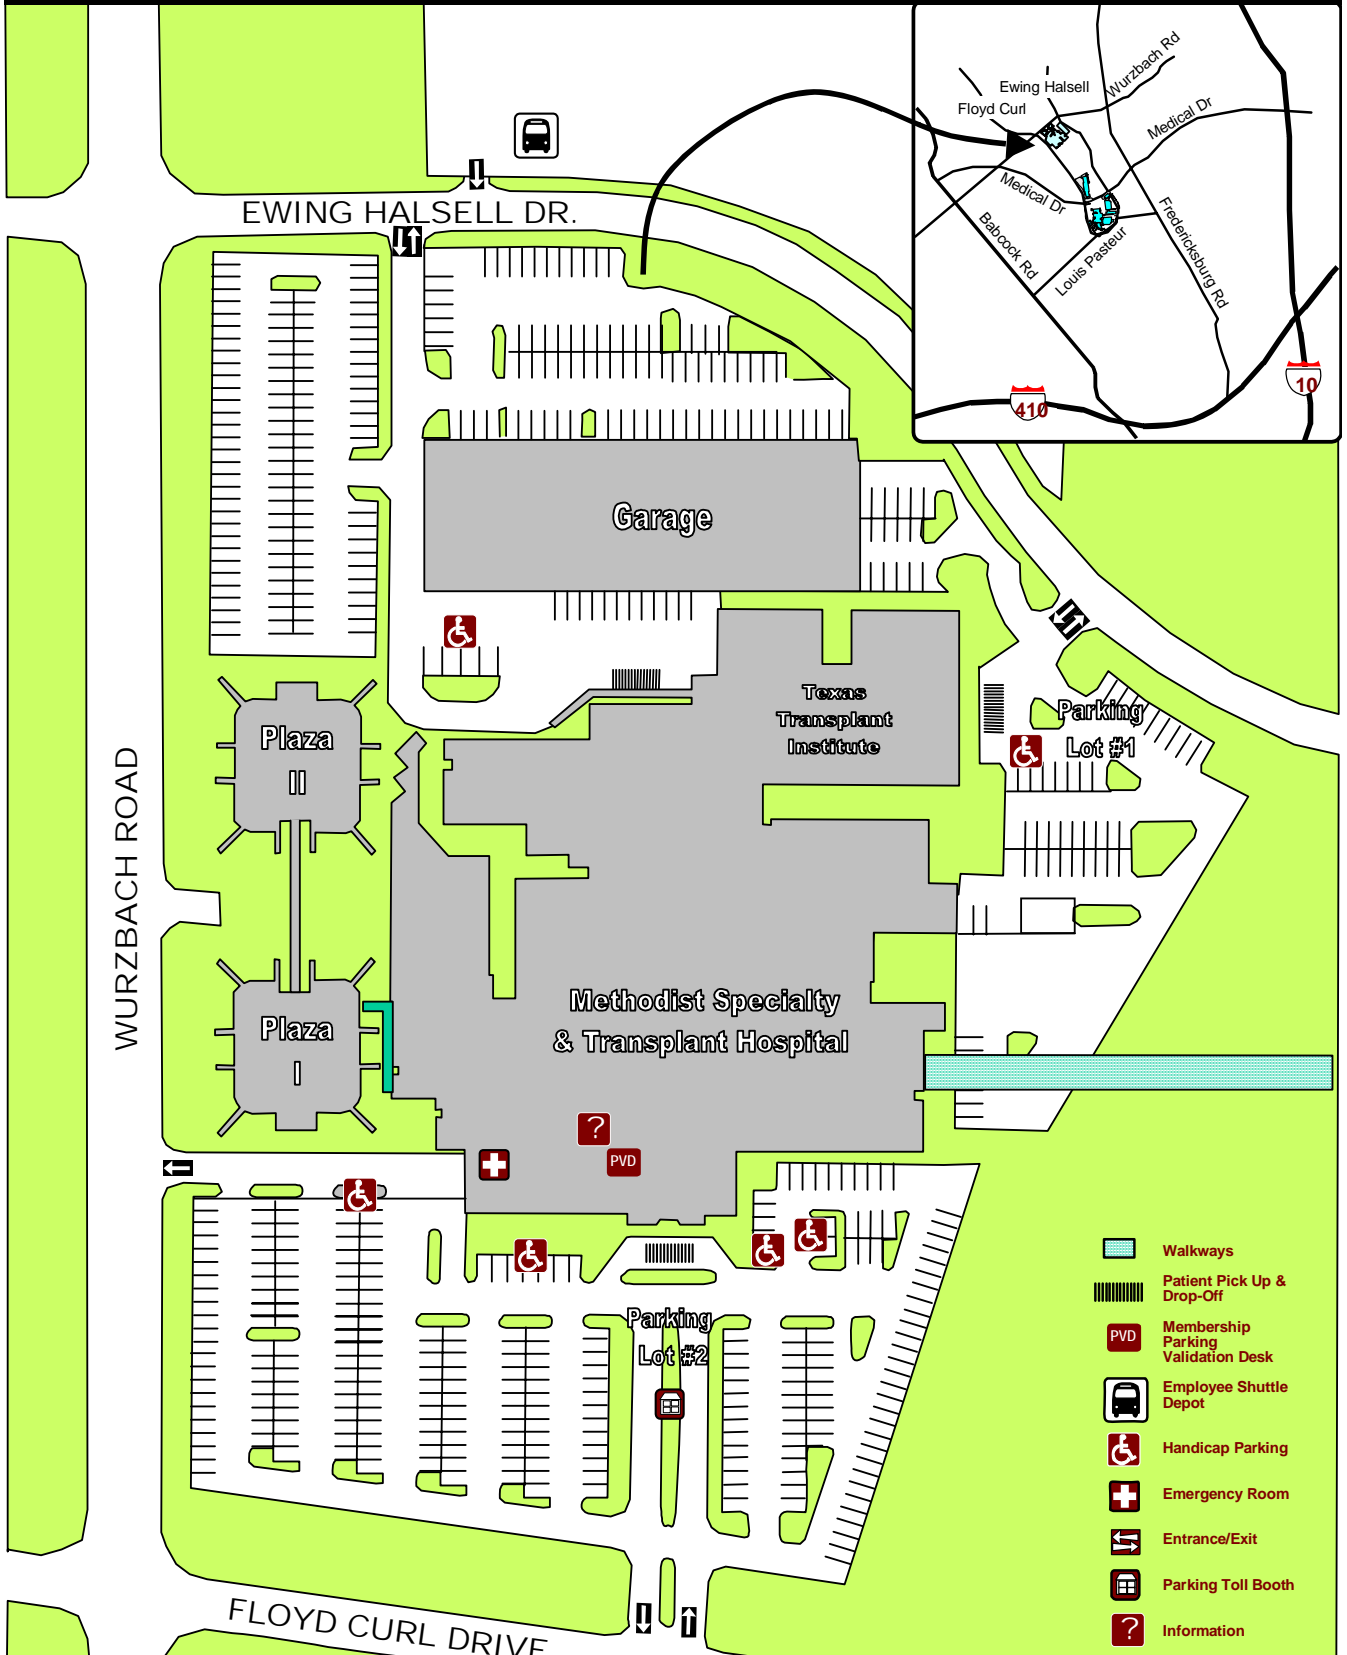 Wurzbach Rd
Ewing Halsell
Floyd Curl
Medical Dr
Medical Dr
Babcock Rd
Louis Pasteur
Fredericksburg Rd
10
410
EWING HALSELL DR.
Garage
Texas
Transplant
Institute
Parking
Lot #1
Plaza
II
WURZBACH ROAD
Methodist Specialty
& Transplant Hospital
Plaza
I
?
PVD
Parking
Lot #2
Walkways
Patient Pick Up &
Drop-Off
PVD
Membership
Parking
Validation Desk
Employee Shuttle
Depot
Handicap Parking
Emergency Room
Entrance/Exit
Parking Toll Booth
?
Information
FLOYD CURL DRIVE